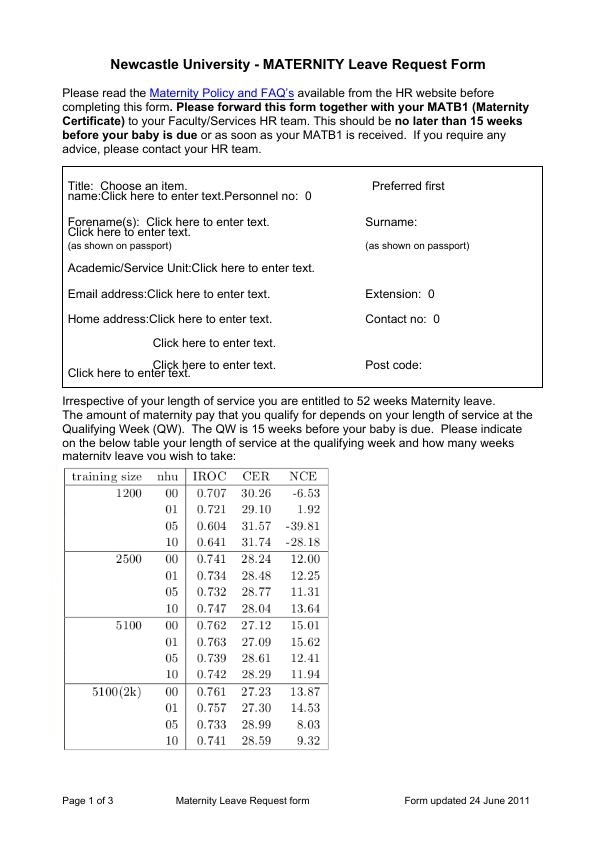 Newcastle University - MATERNITY Leave Request Form
Please read the Maternity Policy and FAQ's available from the HR website before
completing this form. Please forward this form together with your MATB1 (Maternity
Certificate) to your Faculty/Services HR team. This should be no later than 15 weeks
before your baby is due or as soon as your MATB1 is received.  If you require any
advice, please contact your HR team.
Title:  Choose an item. Preferred first
name:Click here to enter text.Personnel no:  0
Forename(s):  Click here to enter text. Surname:
Click here to enter text.
(as shown on passport) (as shown on passport)
Academic/Service Unit:Click here to enter text.
Email address:Click here to enter text. Extension:  0
Home address:Click here to enter text. Contact no:  0
Click here to enter text.
Click here to enter text. Post code:
Click here to enter text.
Irrespective of your length of service you are entitled to 52 weeks Maternity leave.
The amount of maternity pay that you qualify for depends on your length of service at the
Qualifying Week (QW).  The QW is 15 weeks before your baby is due.  Please indicate
on the below table your length of service at the qualifying week and how many weeks
maternity leave you wish to take:
training size nhu IROC CER NCE
1200 00 0.707 30.26 -6.53
01 0.721 29.10 1.92
05 0.604 31.57 -39.81
10 0.641 31.74 -28.18
2500 00 0.741 28.24 12.00
01 0.734 28.48 12.25
05 0.732 28.77 11.31
10 0.747 28.04 13.64
5100 00 0.762 27.12 15.01
01 0.763 27.09 15.62
05 0.739 28.61 12.41
10 0.742 28.29 11.94
5100(2k) 00 0.761 27.23 13.87
01 0.757 27.30 14.53
05 0.733 28.99 8.03
10 0.741 28.59 9.32
Page 1 of 3 Maternity Leave Request form Form updated 24 June 2011